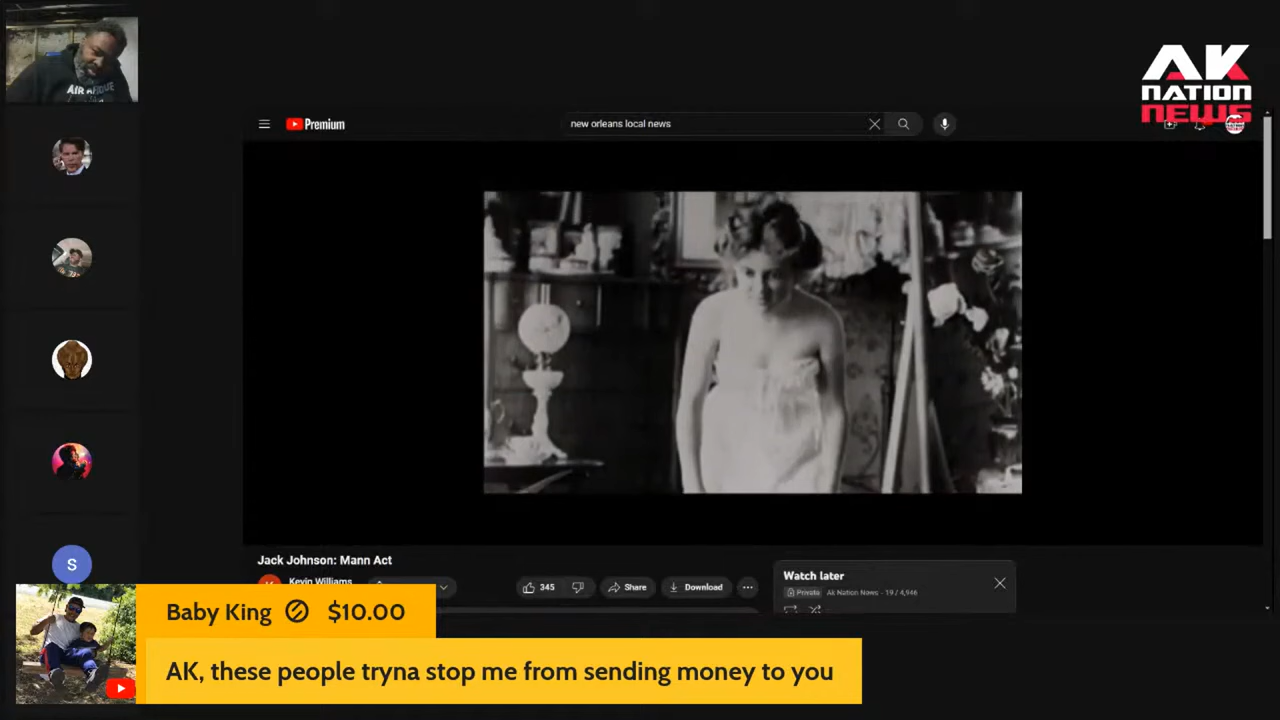 AIR AFRIQUE
AK
NATION
NEWS
Premium
new orleans local news
Jack Johnson: Mann Act
Kevin Williams
345
Share
Download
Watch later
Private Ak Nation News - 19 / 4,946
S
Baby King $10.00
AK, these people tryna stop me from sending money to you